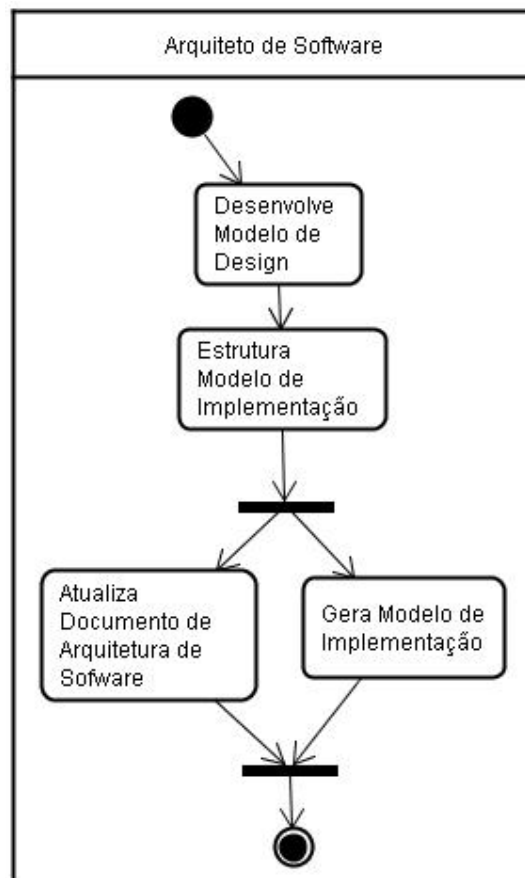 Arquiteto de Software
Desenvolve
Modelo de
Design
Estrutura
Modelo de
Implementação
Atualiza
Documento de
Arquitetura de
Sofware
Gera Modelo de
Implementação